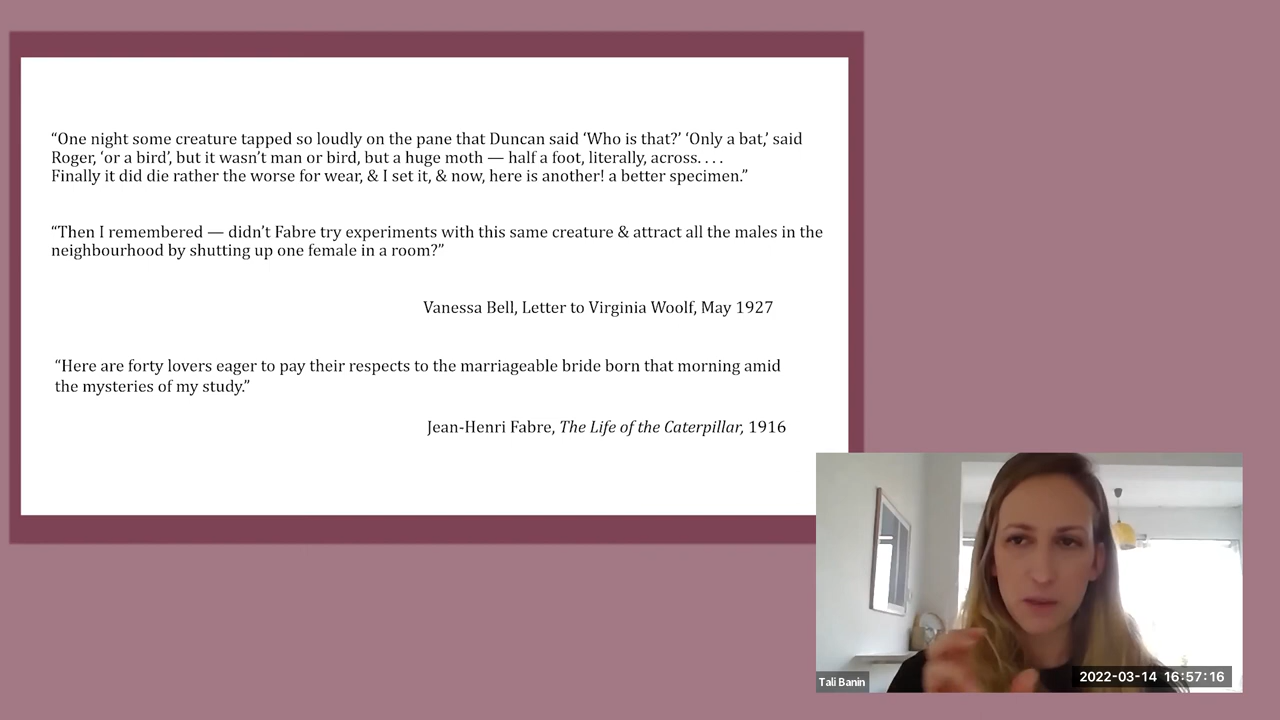 “One night some creature tapped so loudly on the pane that Duncan said ‘Who is that?’ ‘Only a bat,’ said
Roger, ‘or a bird’, but it wasn’t man or bird, but a huge moth — half a foot, literally, across. . . .
Finally it did die rather the worse for wear, & I set it, & now, here is another! a better specimen.”
“Then I remembered — didn’t Fabre try experiments with this same creature & attract all the males in the
neighbourhood by shutting up one female in a room?”
Vanessa Bell, Letter to Virginia Woolf, May 1927
“Here are forty lovers eager to pay their respects to the marriageable bride born that morning amid
the mysteries of my study.”
Jean-Henri Fabre, The Life of the Caterpillar, 1916
Tali Banin
2022-03-14 16:57:16